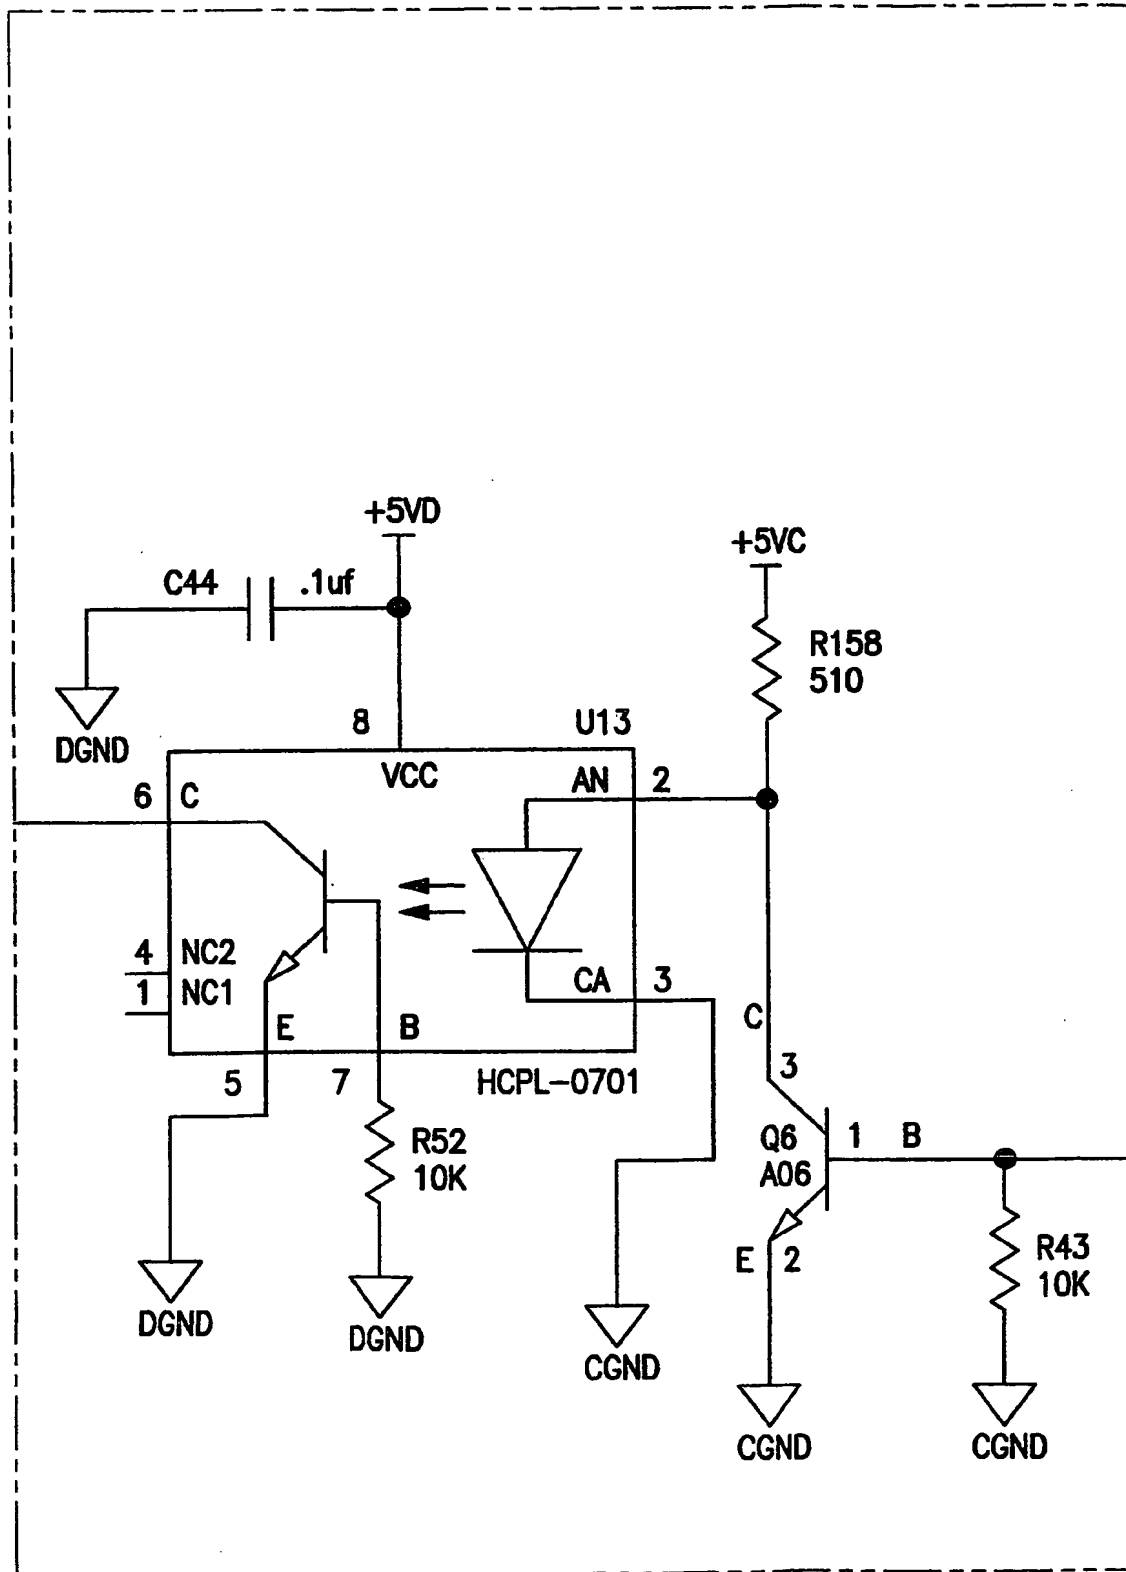 +5VD
+5VC
C44
.1uf
R158
510
DGND
8
U13
VCC
AN
2
6
C
4
NC2
1
NC1
CA
3
E
B
C
5
7
HCPL-0701
3
R52
10K
Q6
A06
1
B
E
2
R43
10K
DGND
DGND
CGND
CGND
CGND